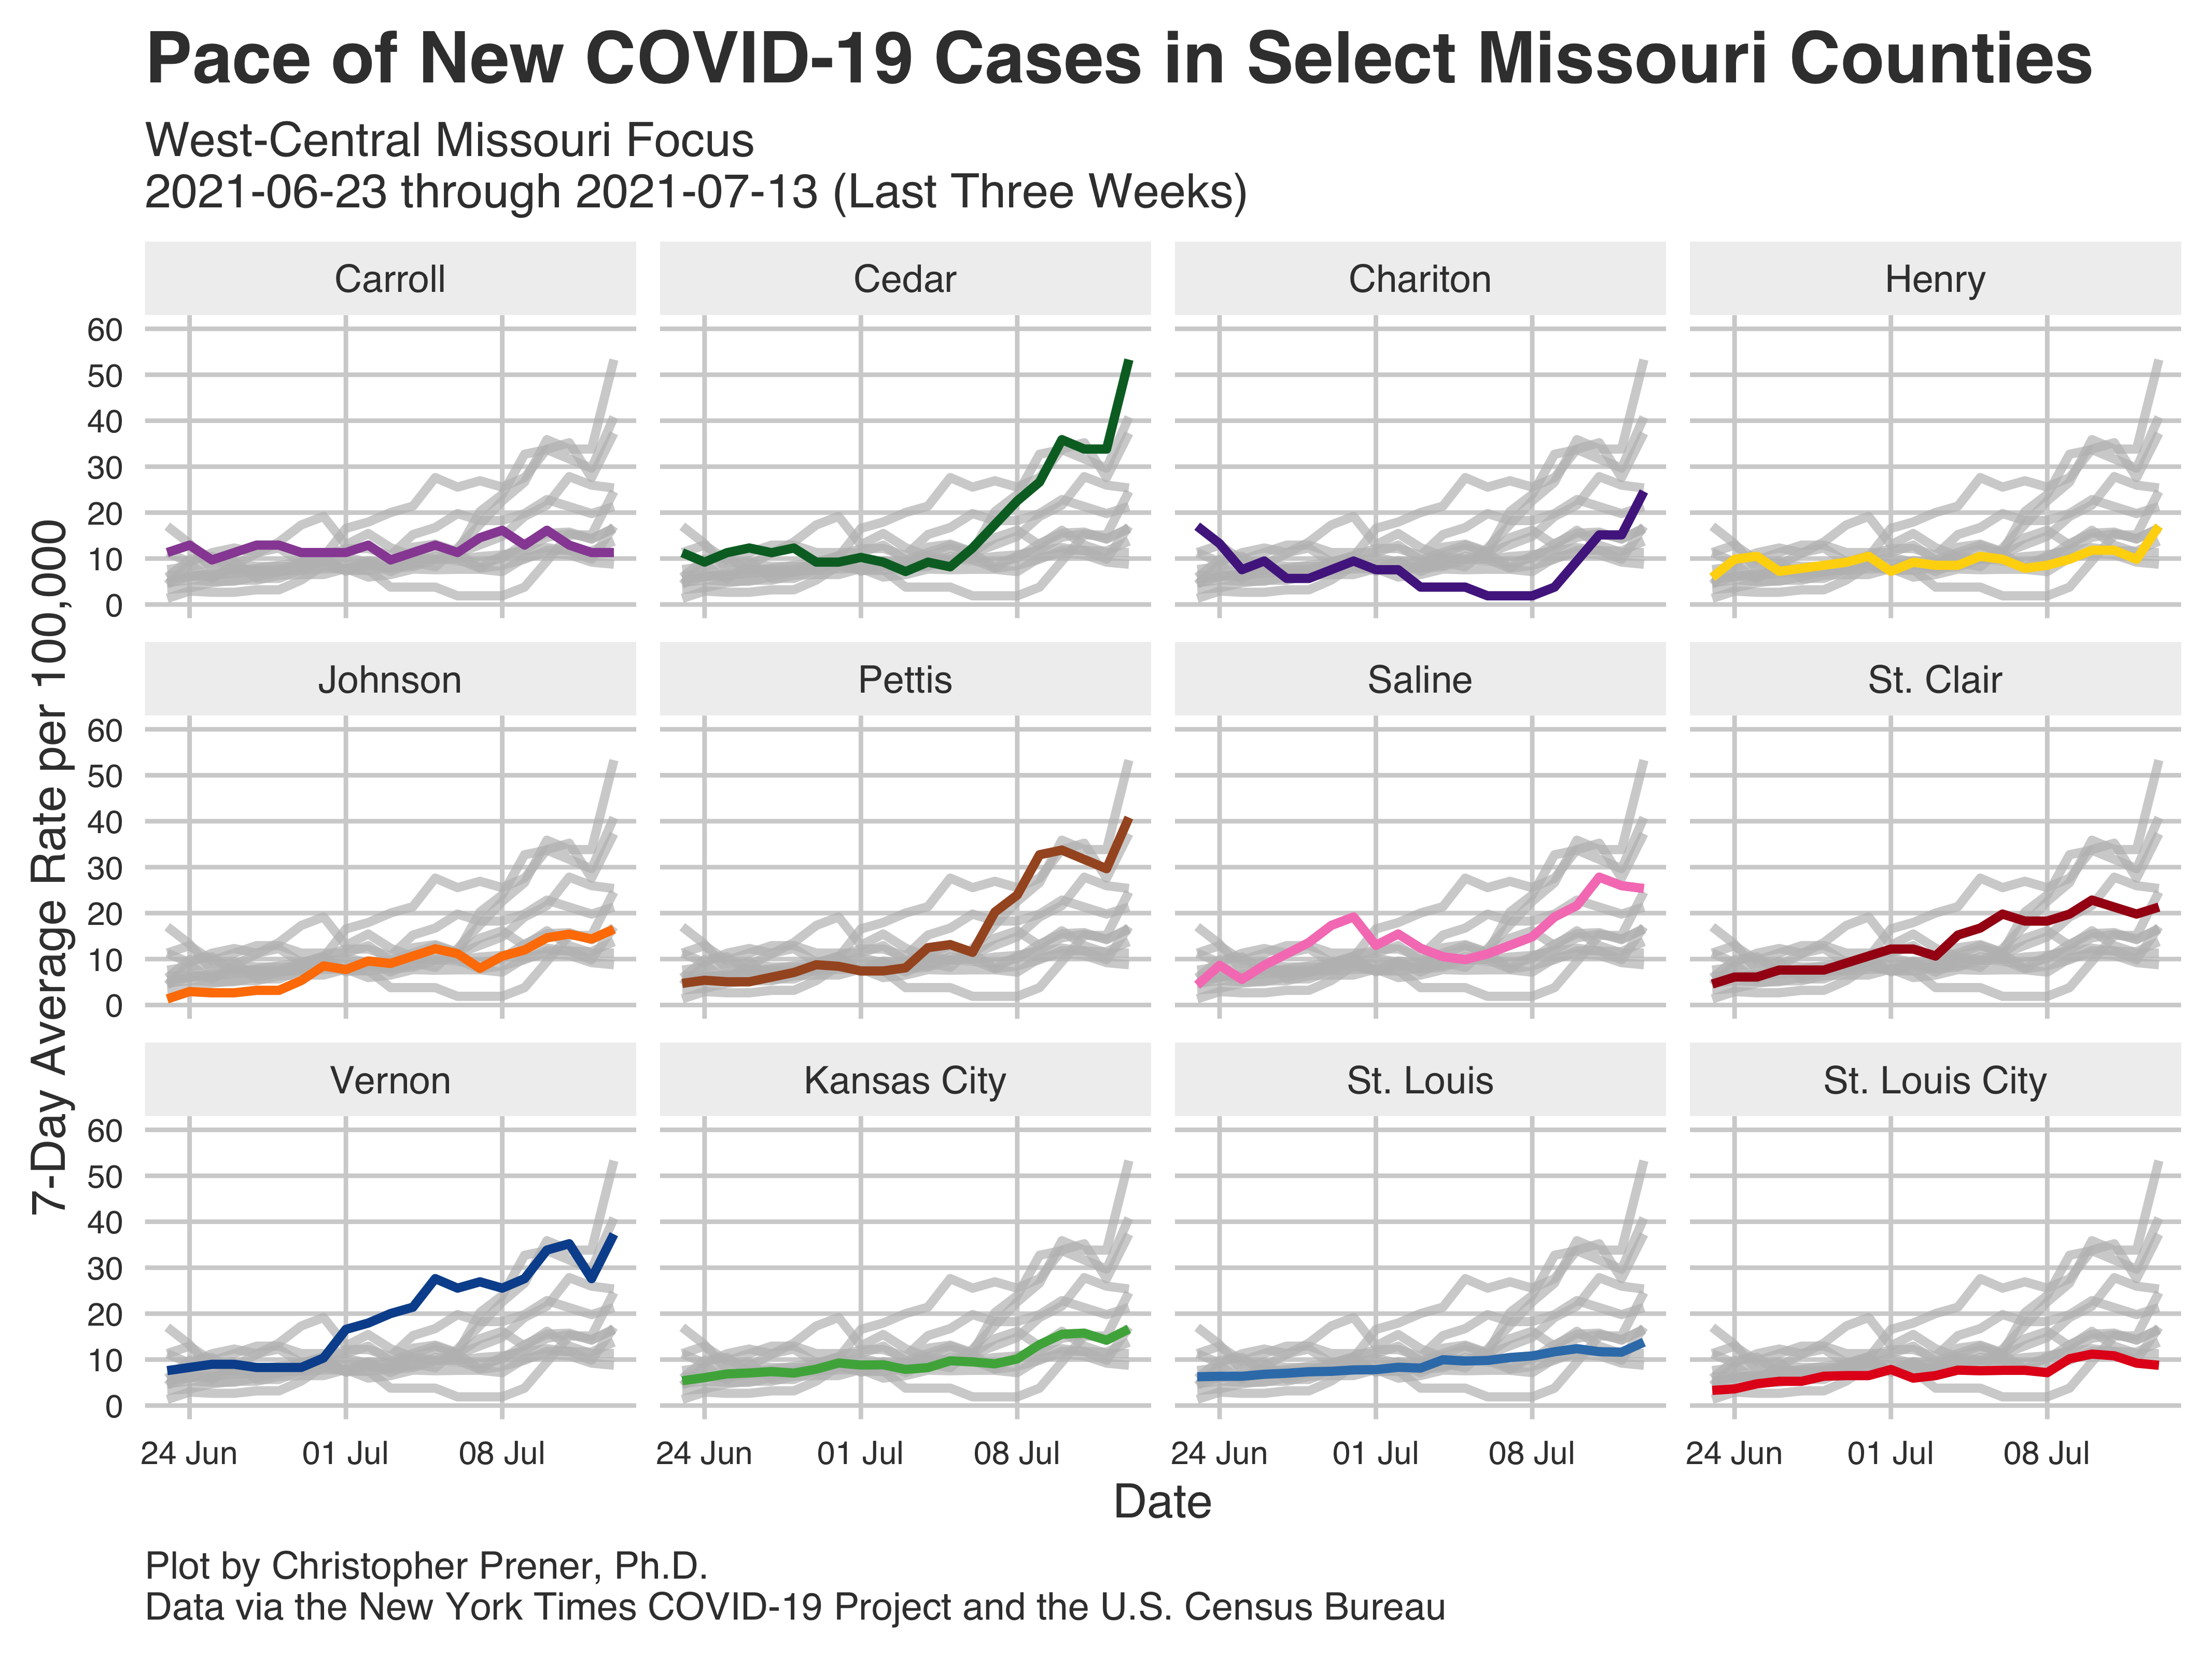 Pace of New COVID-19 Cases in Select Missouri Counties
West-Central Missouri Focus
2021-06-23 through 2021-07-13 (Last Three Weeks)
7-Day Average Rate per 100,000
Carroll
Cedar
Chariton
Henry
60
50
40
30
20
10
0
Johnson
Pettis
Saline
St. Clair
60
50
40
30
20
10
0
Vernon
Kansas City
St. Louis
St. Louis City
60
50
40
30
20
10
0
24 Jun 01 Jul 08 Jul
24 Jun 01 Jul 08 Jul
24 Jun 01 Jul 08 Jul
24 Jun 01 Jul 08 Jul
Date
Plot by Christopher Prener, Ph.D.
Data via the New York Times COVID-19 Project and the U.S. Census Bureau